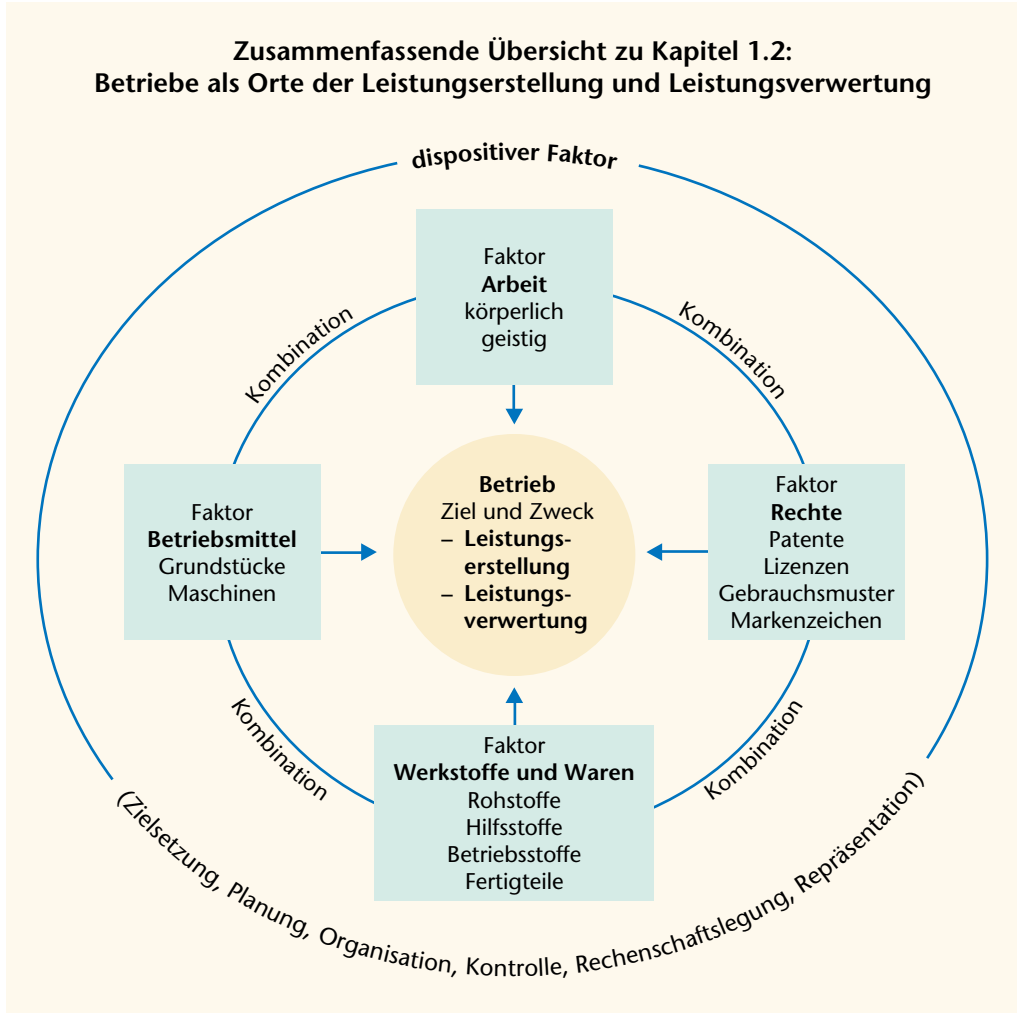 Zusammenfassende Übersicht zu Kapitel 1.2:
Betriebe als Orte der Leistungserstellung und Leistungsverwertung
dispositiver Faktor
Faktor
Arbeit
körperlich
geistig
Kombination
Kombination
Faktor
Betriebsmittel
Grundstücke
Maschinen
Betrieb
Ziel und Zweck
– Leistungs-
erstellung
– Leistungs-
verwertung
Faktor
Rechte
Patente
Lizenzen
Gebrauchsmuster
Markenzeichen
Kombination
Kombination
Faktor
Werkstoffe und Waren
Rohstoffe
Hilfsstoffe
Betriebsstoffe
Fertigteile
(Zielsetzung, Planung, Organisation, Kontrolle, Rechenschaftslegung, Repräsentation)